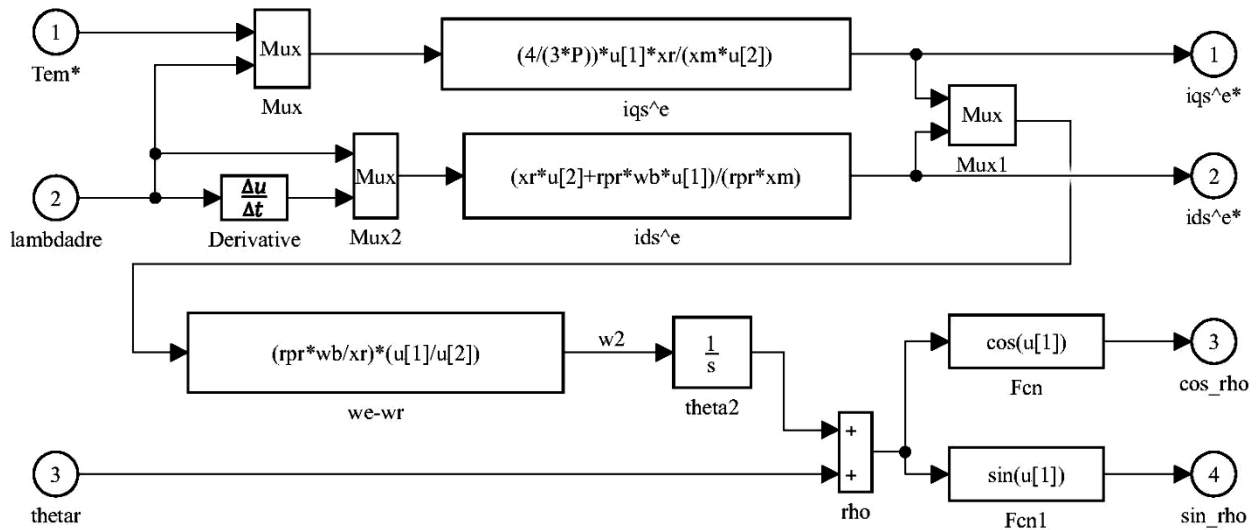 1
Tem*
Mux
Mux
(4/(3*P))*u[1]*xr/(xm*u[2])
iqs^e
1
iqs^e*
Mux
Mux1
2
lambdadre
Δu
Δt
Derivative
Mux
Mux2
(xr*u[2]+rpr*wb*u[1])/(rpr*xm)
ids^e
2
ids^e*
(rpr*wb/xr)*(u[1]/u[2])
we-wr
w2
1
s
theta2
cos(u[1])
Fcn
3
cos_rho
3
thetar
+
+
rho
sin(u[1])
Fcn1
4
sin_rho